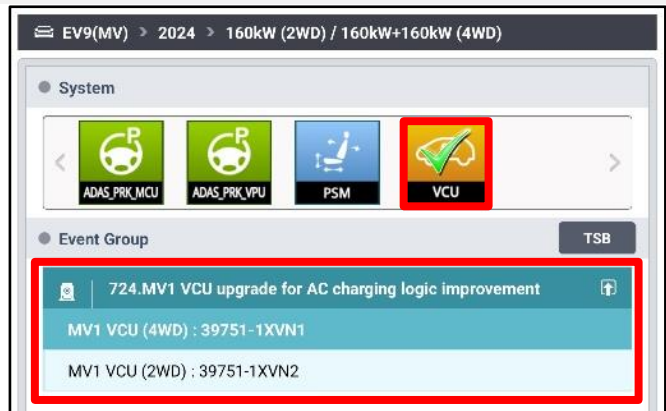 EV9(MV) > 2024 > 160kW (2WD) / 160kW+160kW (4WD)
System
ADAS_PRK_MCU
ADAS_PRK_VPU
PSM
VCU
Event Group
TSB
724.MV1 VCU upgrade for AC charging logic improvement
MV1 VCU (4WD) : 39751-1XVN1
MV1 VCU (2WD) : 39751-1XVN2